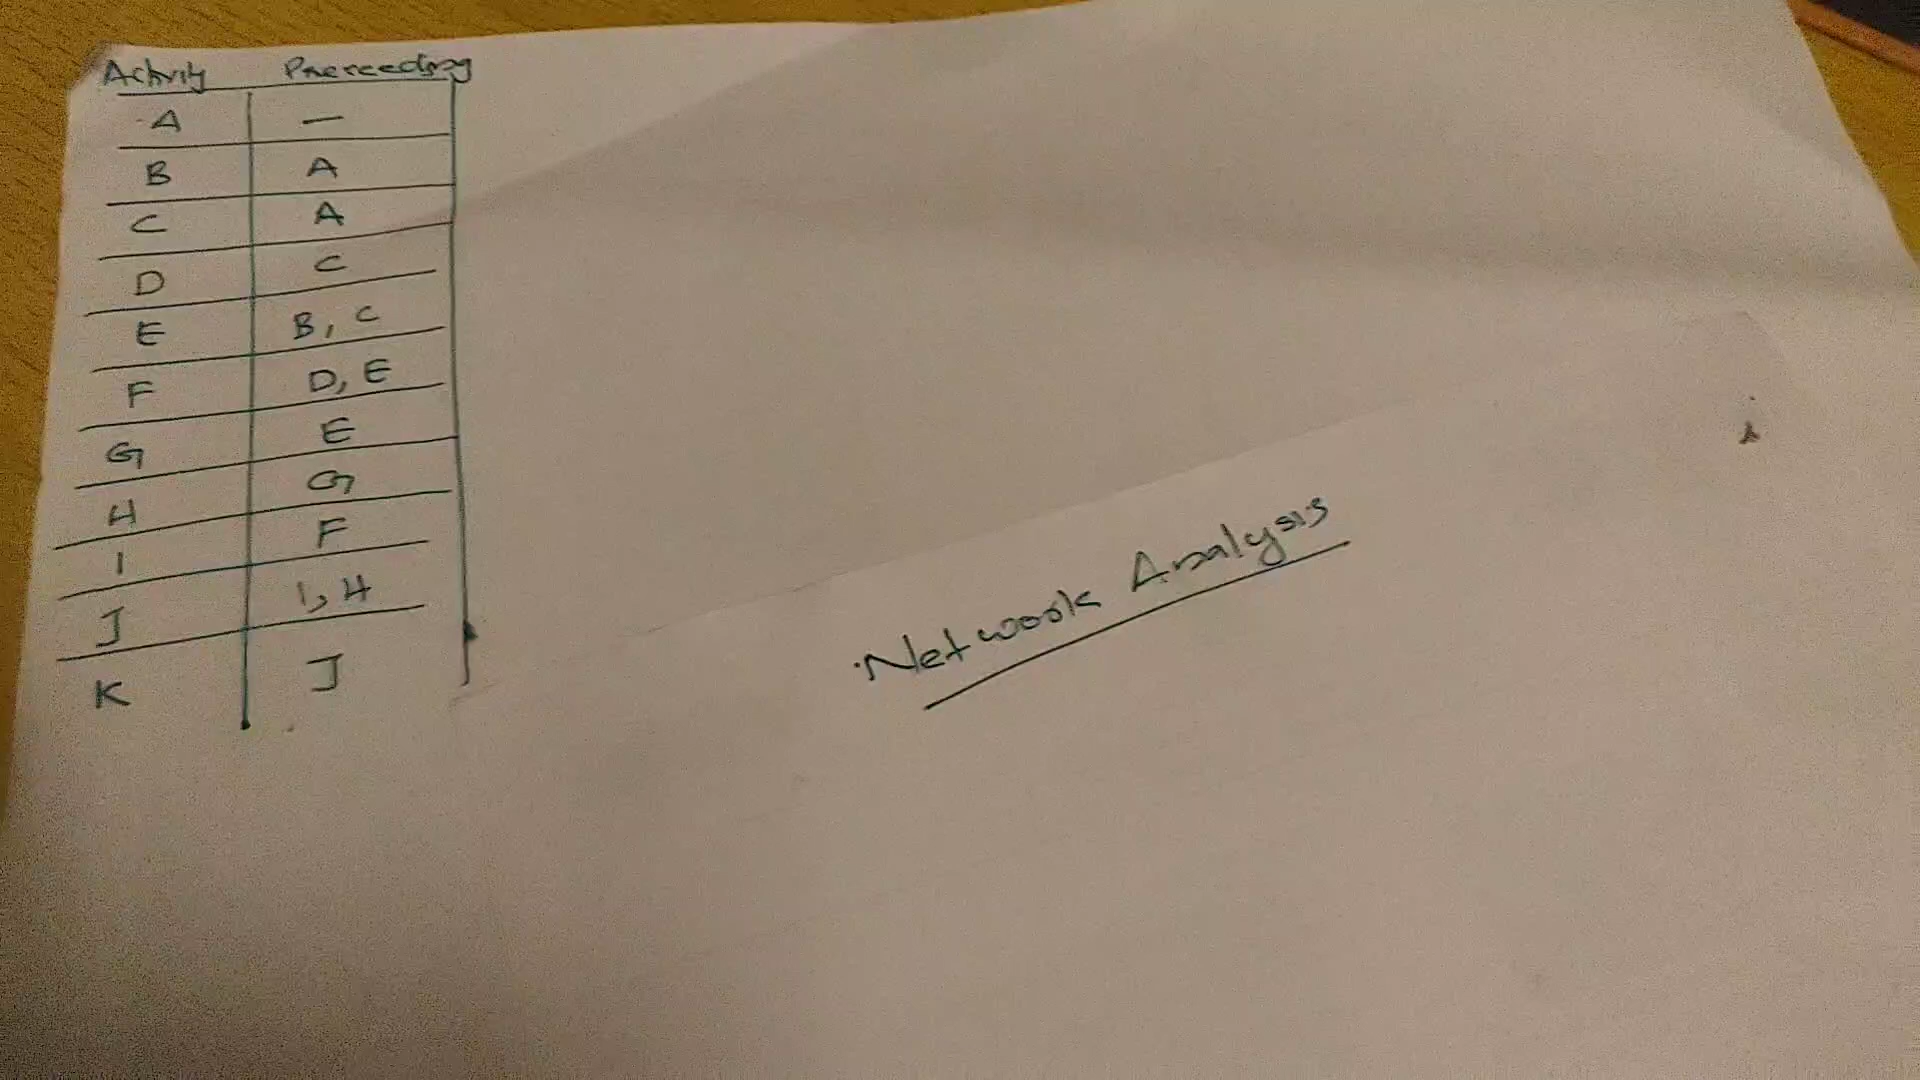 Activity Preceeding
A —
B A
C A
D C
E B, C
F D, E
G E
H G
I F
J I, H
K J
Network Analysis